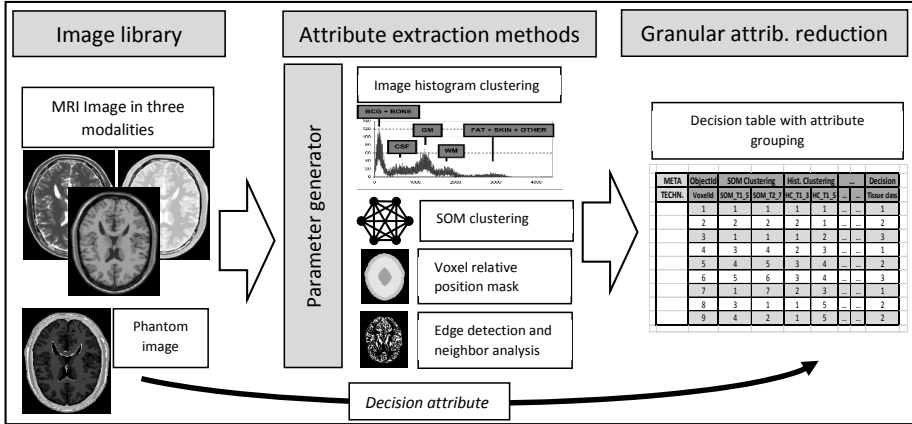 Image library
Attribute extraction methods
Granular attrib. reduction
MRI Image in three
modalities
Phantom
image
Parameter generator
Image histogram clustering
BCG + BONE
GM
FAT + SKIN + OTHER
CSF
WM
0 1000 2000 3000 4000
SOM clustering
Voxel relative
position mask
Edge detection and
neighbor analysis
Decision table with attribute
grouping
META ObjectId SOM Clustering Hist. Clustering ... Decision
TECHN. VoxelId SOM_T1_5 SOM_T2_7 HC_T1_3 HC_T1_5 ... ... Tissue class
1 1 1 1 1 ... ... 1
2 2 2 2 1 ... ... 2
3 1 1 1 2 ... ... 3
4 3 4 2 3 ... ... 1
5 4 5 3 4 ... ... 2
6 5 6 3 4 ... ... 3
7 1 7 2 3 ... ... 1
8 3 1 1 5 ... ... 2
9 4 2 1 5 ... ... 2
Decision attribute